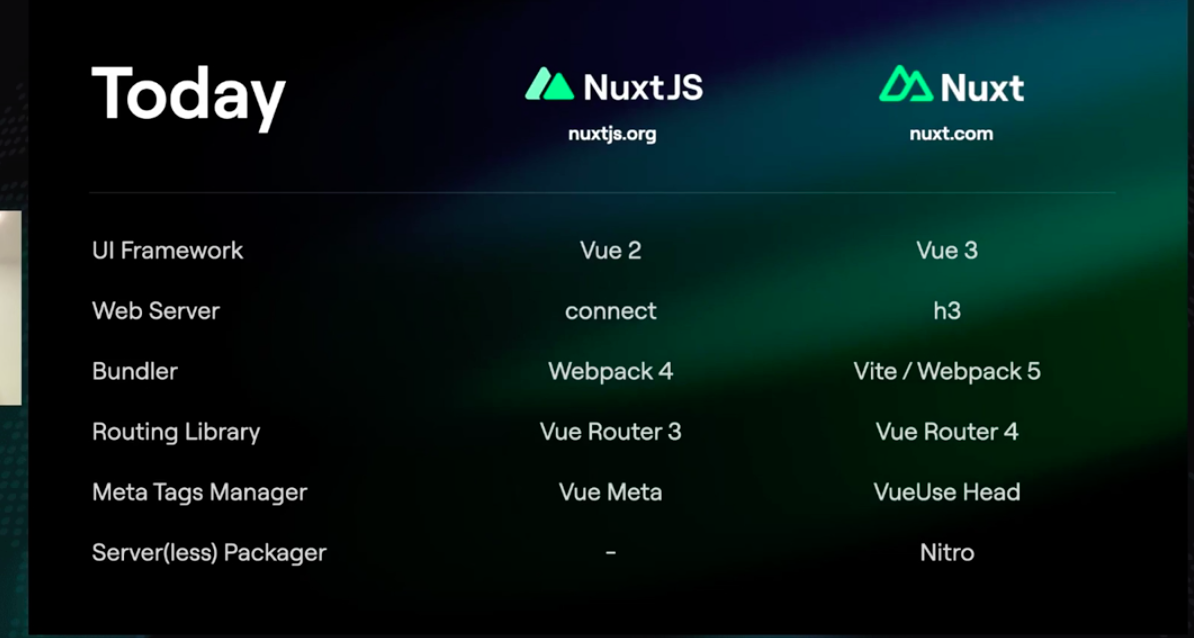 Today
NuxtJS
Nuxt
nuxtjs.org
nuxt.com
UI Framework
Vue 2
Vue 3
Web Server
connect
h3
Bundler
Webpack 4
Vite / Webpack 5
Routing Library
Vue Router 3
Vue Router 4
Meta Tags Manager
Vue Meta
VueUse Head
Server(less) Packager
-
Nitro